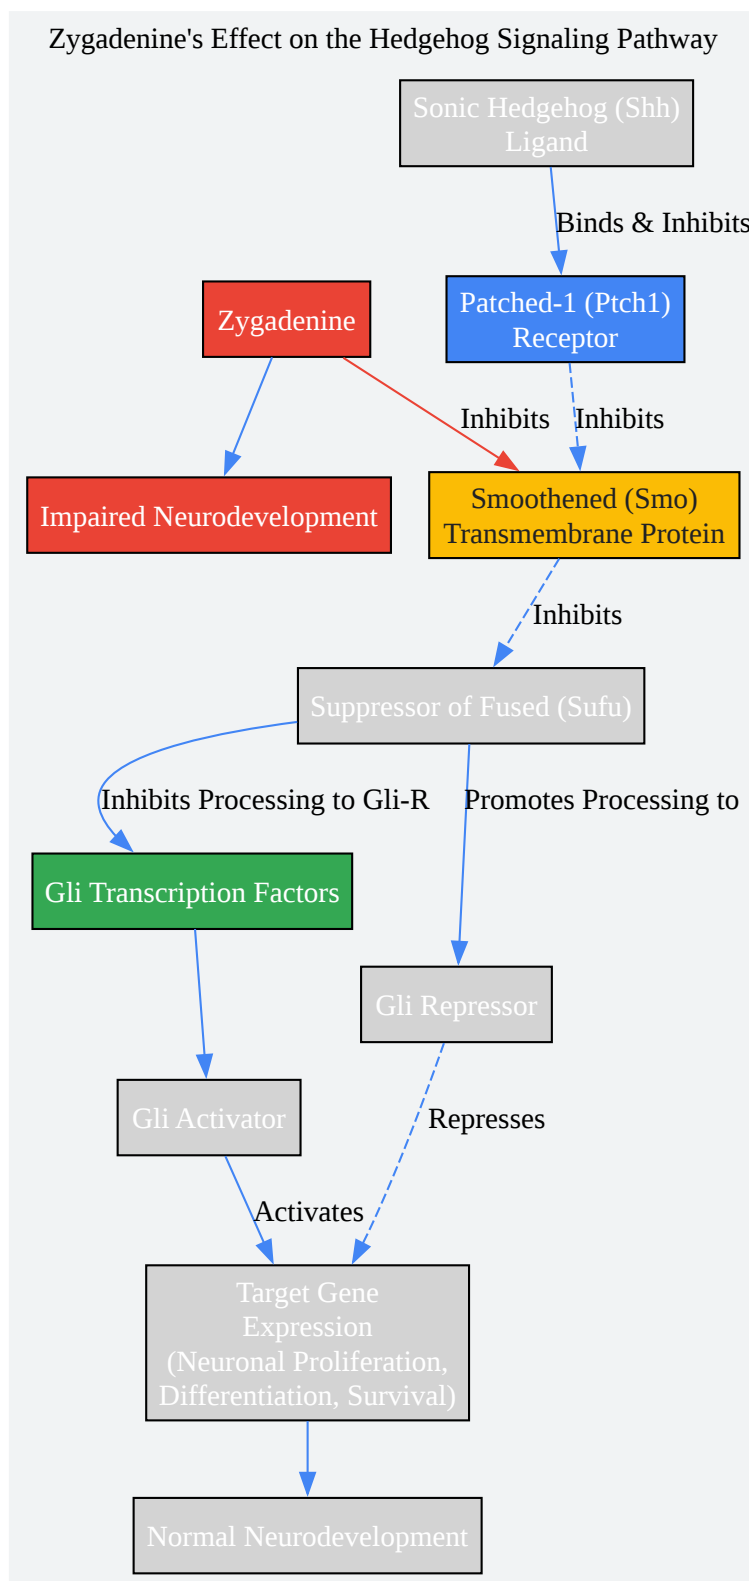 Zygadenine's Effect on the Hedgehog Signaling Pathway
Sonic Hedgehog (Shh)
Ligand
Binds & Inhibits
Zygadenine
Patched-1 (Ptch1)
Receptor
Inhibits
Inhibits
Impaired Neurodevelopment
Smoothened (Smo)
Transmembrane Protein
Inhibits
Suppressor of Fused (Sufu)
Inhibits Processing to Gli-R
Promotes Processing to
Gli Transcription Factors
Gli Repressor
Gli Activator
Represses
Activates
Target Gene
Expression
(Neuronal Proliferation,
Differentiation, Survival)
Normal Neurodevelopment